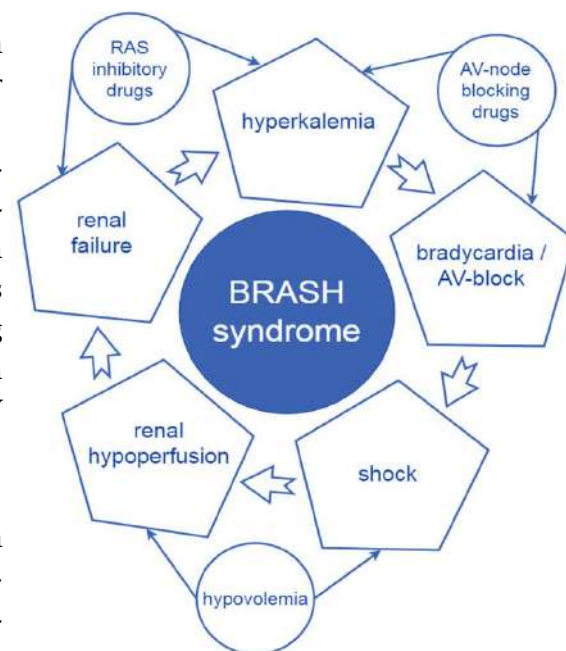 RAS
inhibitory
drugs
AV-node
blocking
drugs
hyperkalemia
renal
failure
bradycardia /
AV-block
BRASH
syndrome
renal
hypoperfusion
shock
hypovolemia